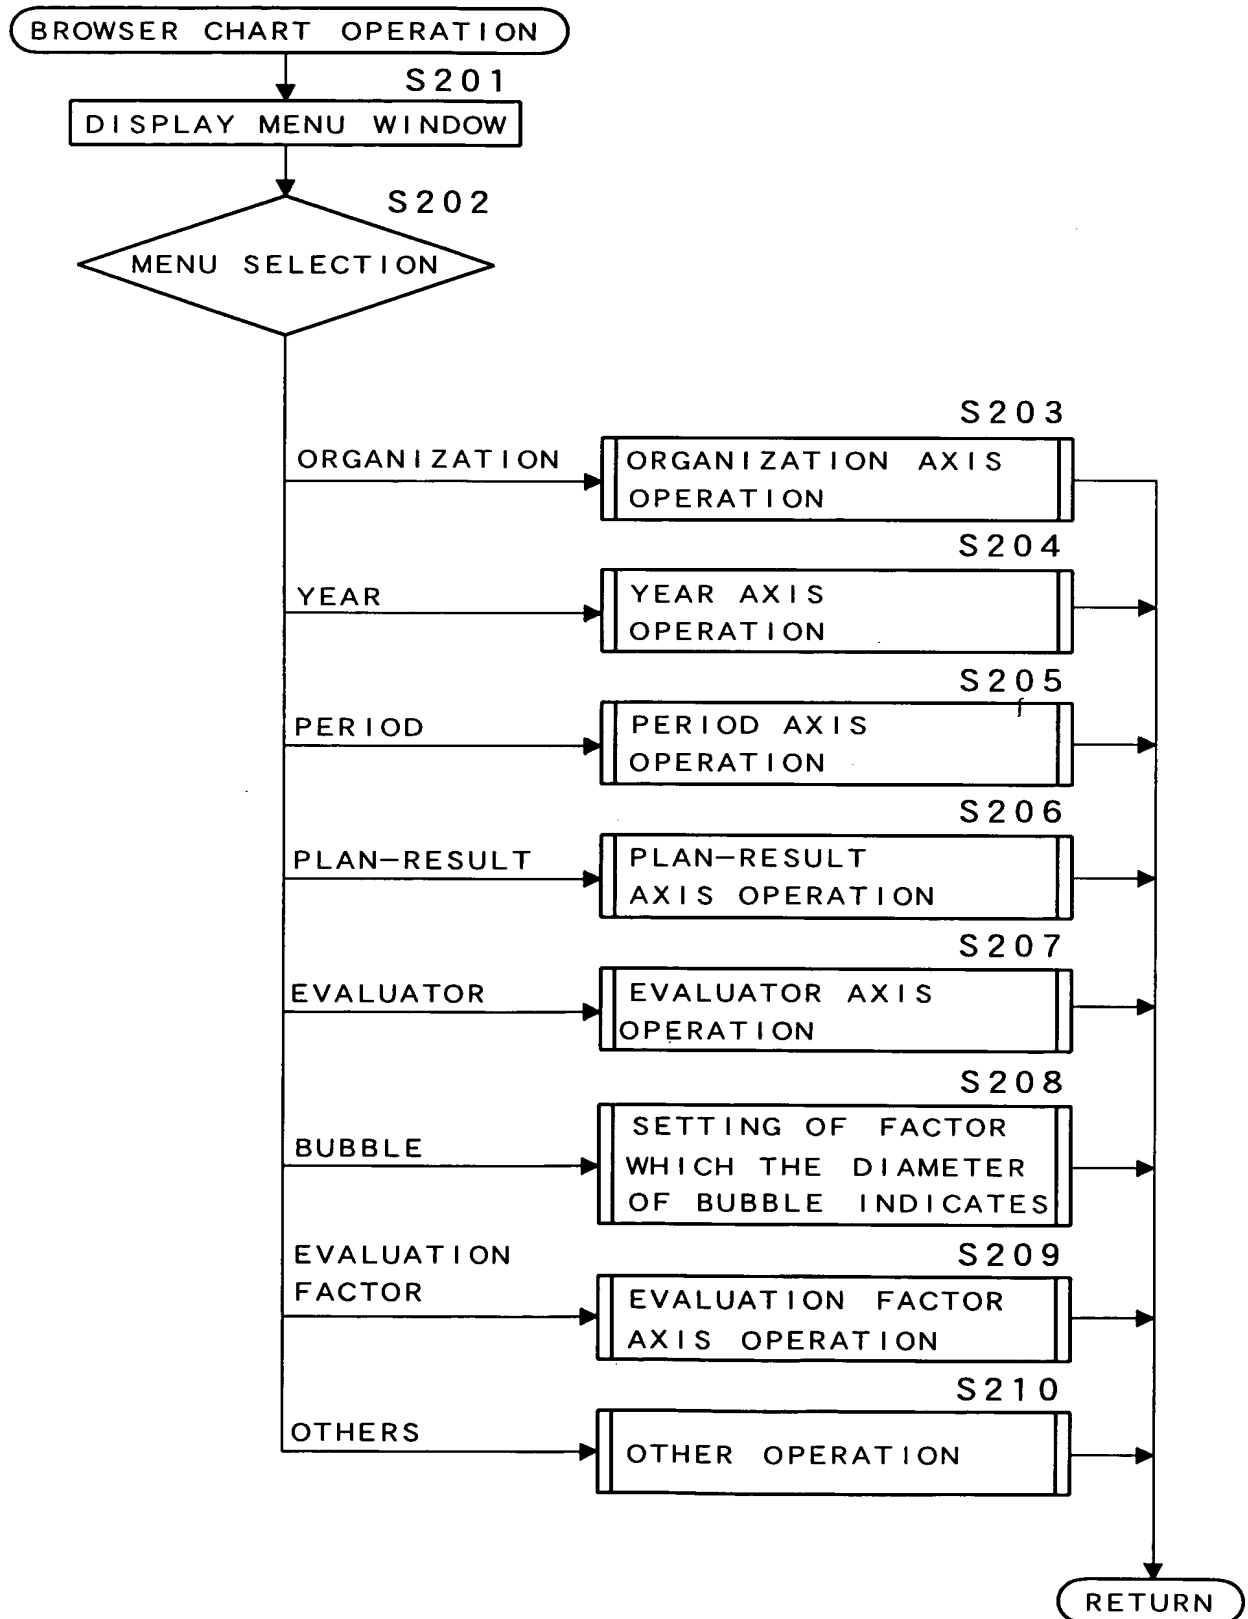 BROWSER CHART OPERATION
S201
DISPLAY MENU WINDOW
S202
MENU SELECTION
S203
ORGANIZATION
ORGANIZATION AXIS
OPERATION
S204
YEAR
YEAR AXIS
OPERATION
S205
PERIOD
PERIOD AXIS
OPERATION
S206
PLAN-RESULT
PLAN-RESULT
AXIS OPERATION
S207
EVALUATOR
EVALUATOR AXIS
OPERATION
S208
BUBBLE
SETTING OF FACTOR
WHICH THE DIAMETER
OF BUBBLE INDICATES
EVALUATION
FACTOR
S209
EVALUATION FACTOR
AXIS OPERATION
S210
OTHERS
OTHER OPERATION
RETURN